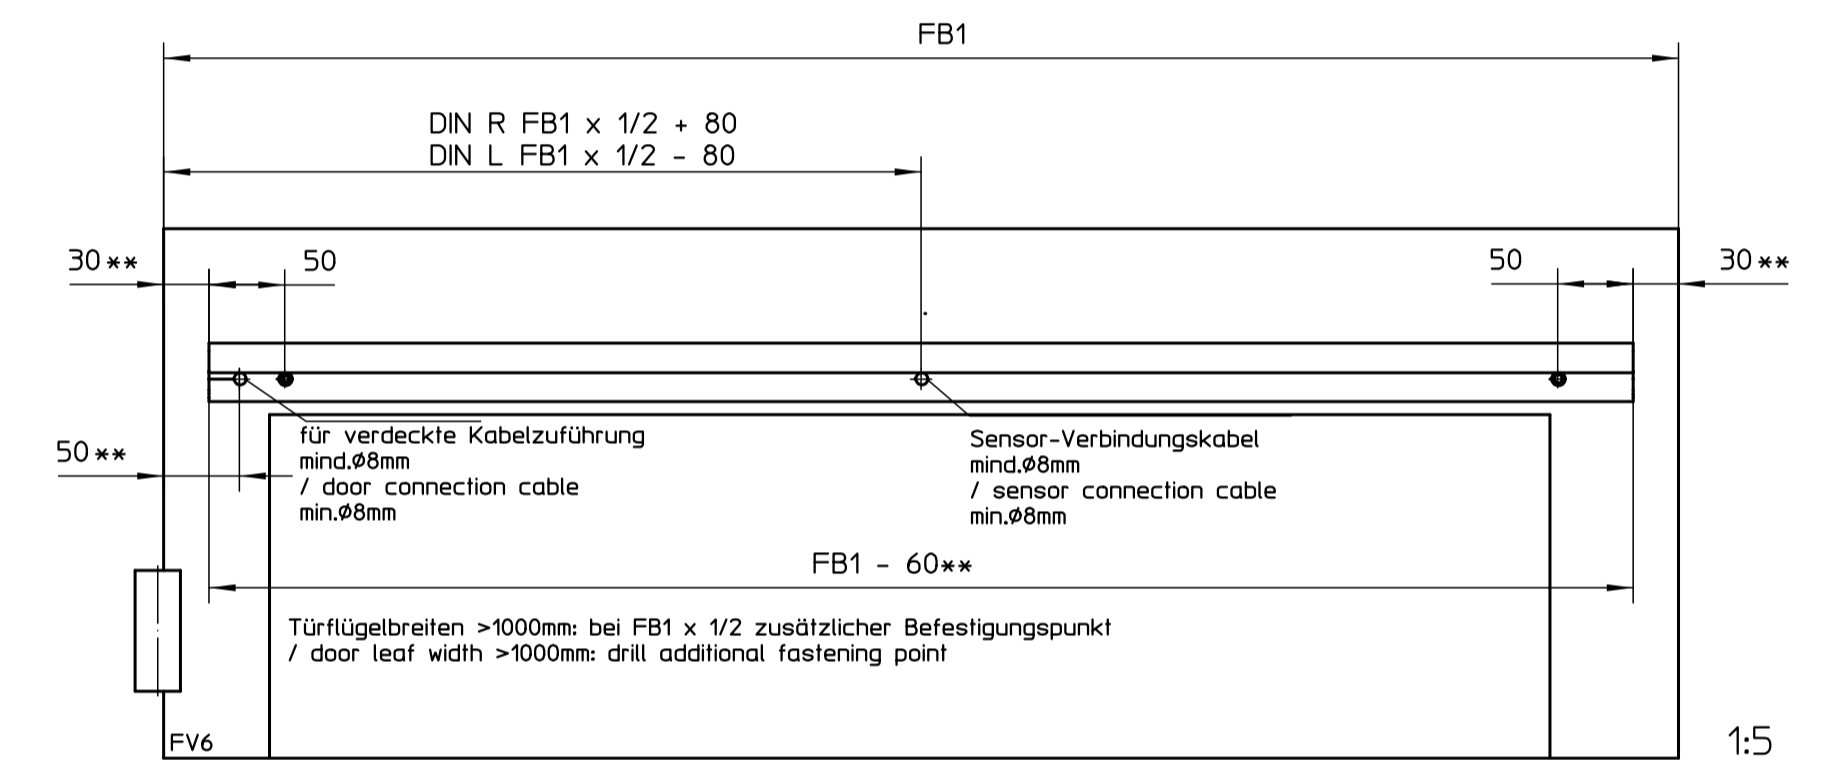 FB1
DIN R FB1 x 1/2 + 80
DIN L FB1 x 1/2 - 80
30**
50
50
30**
für verdeckte Kabelzuführung
mind.Ø8mm
/ door connection cable
min.Ø8mm
Sensor-Verbindungskabel
mind.Ø8mm
/ sensor connection cable
min.Ø8mm
50**
FB1 - 60**
Türflügelbreiten >1000mm: bei FB1 x 1/2 zusätzlicher Befestigungspunkt
/ door leaf width >1000mm: drill additional fastening point
FV6
1:5